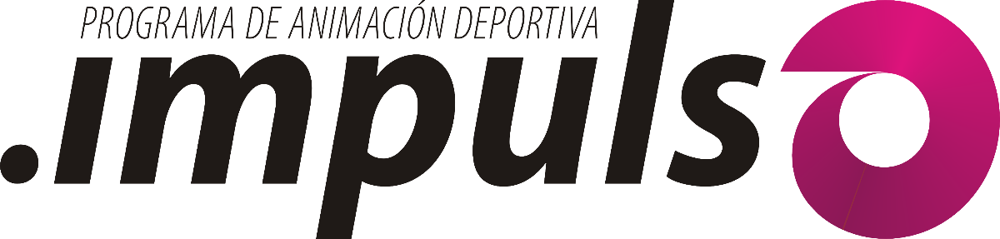 PROGRAMA DE ANIMACIÓN DEPORTIVA
.impulso